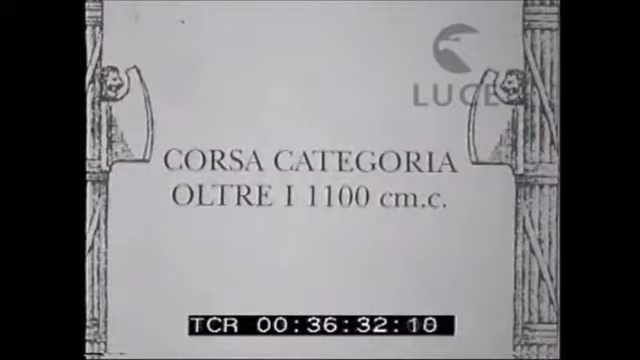 LUCE
CORSA CATEGORIA
OLTRE I 1100 cm.c.
TCR 00:36:32:10